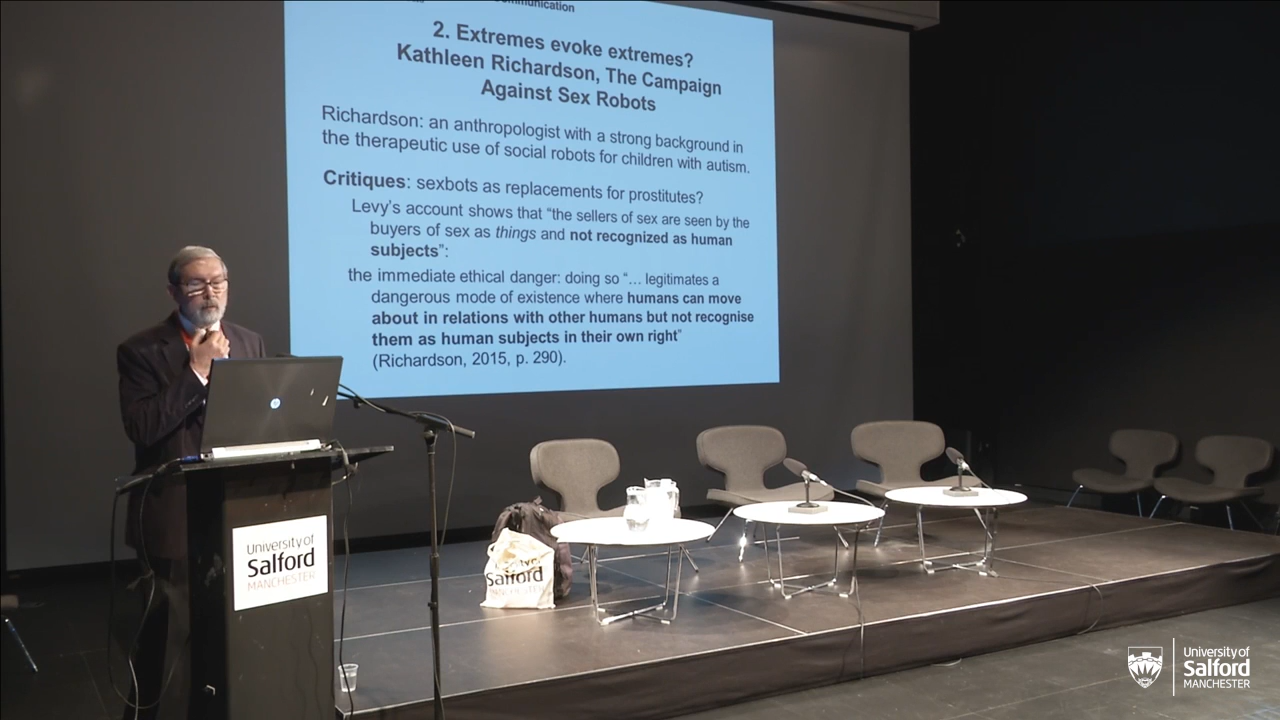 2. Extremes evoke extremes?
Kathleen Richardson, The Campaign
Against Sex Robots
Richardson: an anthropologist with a strong background in
the therapeutic use of social robots for children with autism.
Critiques: sexbots as replacements for prostitutes?
Levy's account shows that "the sellers of sex are seen by the
buyers of sex as things and not recognized as human
subjects":
the immediate ethical danger: doing so "... legitimates a
dangerous mode of existence where humans can move
about in relations with other humans but not recognise
them as human subjects in their own right"
(Richardson, 2015, p. 290).
University of
Salford
MANCHESTER
Salford
University of
Salford
MANCHESTER